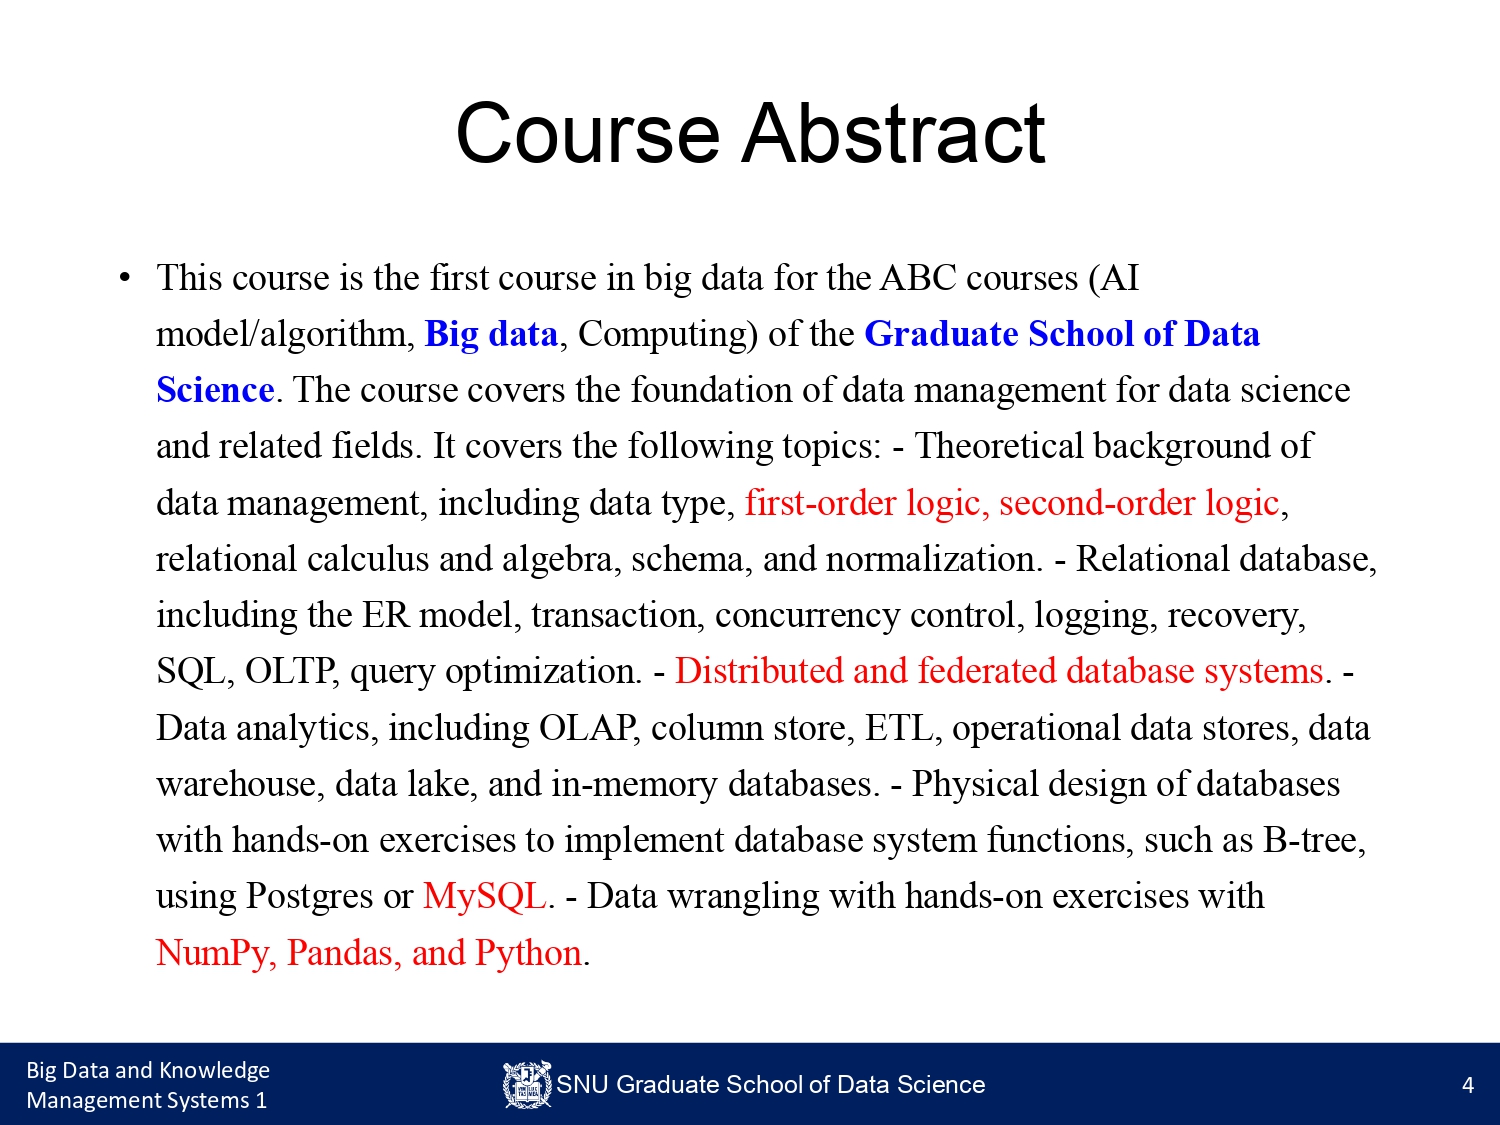 Course Abstract
• This course is the first course in big data for the ABC courses (AI
model/algorithm, Big data, Computing) of the Graduate School of Data
Science. The course covers the foundation of data management for data science
and related fields. It covers the following topics: - Theoretical background of
data management, including data type, first-order logic, second-order logic,
relational calculus and algebra, schema, and normalization. - Relational database,
including the ER model, transaction, concurrency control, logging, recovery,
SQL, OLTP, query optimization. - Distributed and federated database systems. -
Data analytics, including OLAP, column store, ETL, operational data stores, data
warehouse, data lake, and in-memory databases. - Physical design of databases
with hands-on exercises to implement database system functions, such as B-tree,
using Postgres or MySQL. - Data wrangling with hands-on exercises with
NumPy, Pandas, and Python.
Big Data and Knowledge
Management Systems 1
SNU Graduate School of Data Science
4